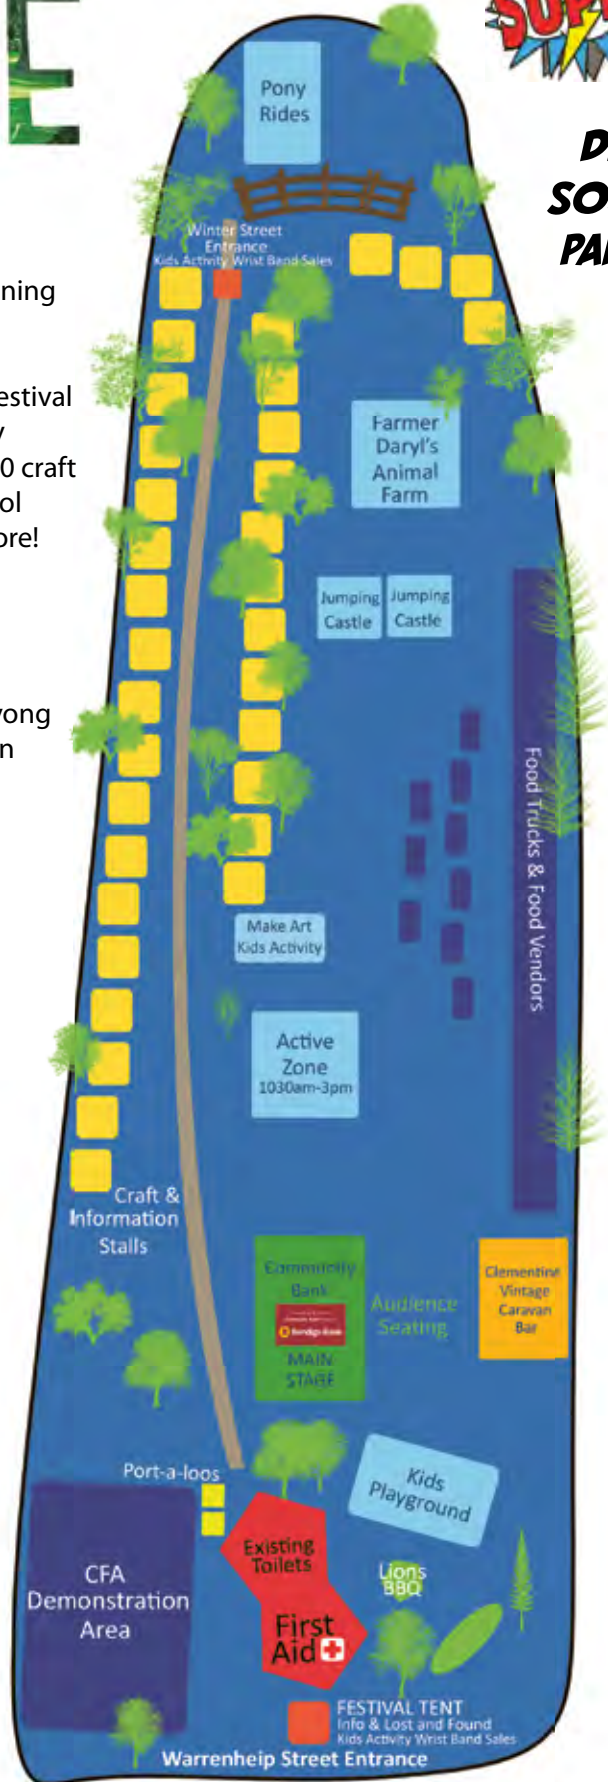 E
Pony
Rides
Winter Street
Entrance
Kids Activity Wrist Band Sales
Farmer
Daryl's
Animal
Farm
Jumping
Castle
Jumping
Castle
Food Trucks & Food Vendors
Make Art
Kids Activity
Active
Zone
1030am-3pm
Craft &
Information
Stalls
Community
Bank
Bendigo Bank
MAIN
STAGE
Audience
Seating
Clementine
Vintage
Caravan
Bar
Port-a-loos
Kids
Playground
CFA
Demonstration
Area
Existing
Toilets
Lions
BBQ
First
Aid
FESTIVAL TENT
Info & Lost and Found
Kids Activity Wrist Band Sales
Warrenheip Street Entrance